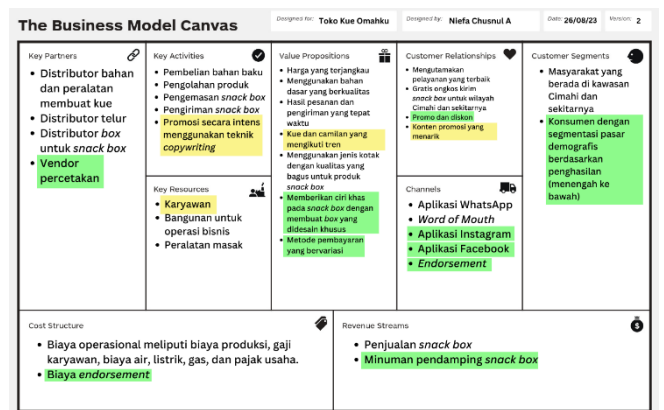 The Business Model Canvas
Designed for: Toko Kue Omahku
Designed by: Niefa Chusnul A
Date: 26/08/23
Version: 2
Key Partners
• Distributor bahan
dan peralatan
membuat kue
• Distributor telur
• Distributor box
untuk snack box
• Vendor
percetakan
Key Activities
• Pembelian bahan baku
• Pengolahan produk
• Pengemasan snack box
• Pengiriman snack box
• Promosi secara intens
menggunakan teknik
copywriting
Key Resources
• Karyawan
• Bangunan untuk
operasi bisnis
• Peralatan masak
Value Propositions
• Harga yang terjangkau
• Menggunakan bahan
dasar yang berkualitas
• Hasil pesanan dan
pengiriman yang tepat
waktu
• Kue dan camilan yang
mengikuti tren
• Menggunakan jenis kotak
dengan kualitas yang
bagus untuk produk
snack box
• Memberikan ciri khas
pada snack box dengan
membuat box yang
didesain khusus
• Metode pembayaran
yang bervariasi
Customer Relationships
• Mengutamakan
pelayanan yang terbaik
• Gratis ongkos kirim
snack box untuk wilayah
Cimahi dan sekitarnya
• Promo dan diskon
• Konten promosi yang
menarik
Channels
• Aplikasi WhatsApp
• Word of Mouth
• Aplikasi Instagram
• Aplikasi Facebook
• Endorsement
Customer Segments
• Masyarakat yang
berada di kawasan
Cimahi dan
sekitarnya
• Konsumen dengan
segmentasi pasar
demografis
berdasarkan
penghasilan
(menengah ke
bawah)
Cost Structure
• Biaya operasional meliputi biaya produksi, gaji
karyawan, biaya air, listrik, gas, dan pajak usaha.
• Biaya endorsement
Revenue Streams
• Penjualan snack box
• Minuman pendamping snack box